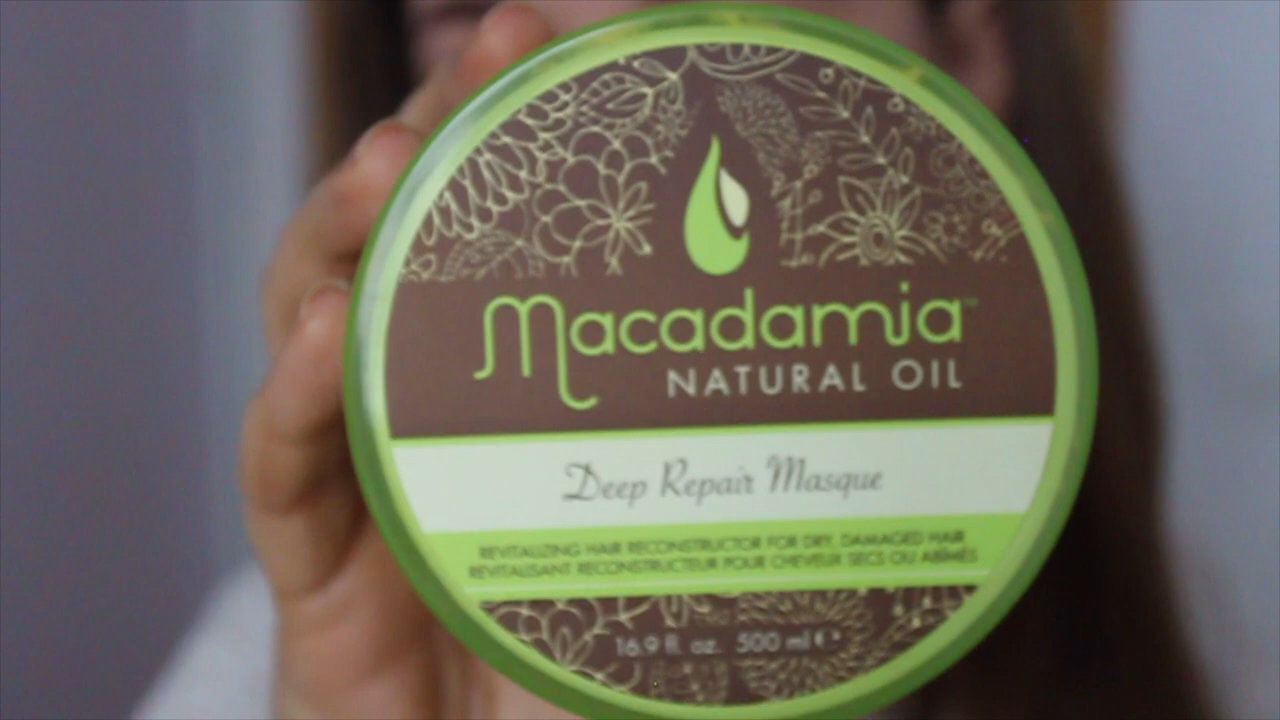 Macadamia™
NATURAL OIL
Deep Repair Masque
REVITALIZING HAIR RECONSTRUCTOR FOR DRY, DAMAGED HAIR
REVITALISANT RECONSTRUCTEUR POUR CHEVEUX SECS OU ABÎMÉS
16.9 fl. oz. 500 ml ℮